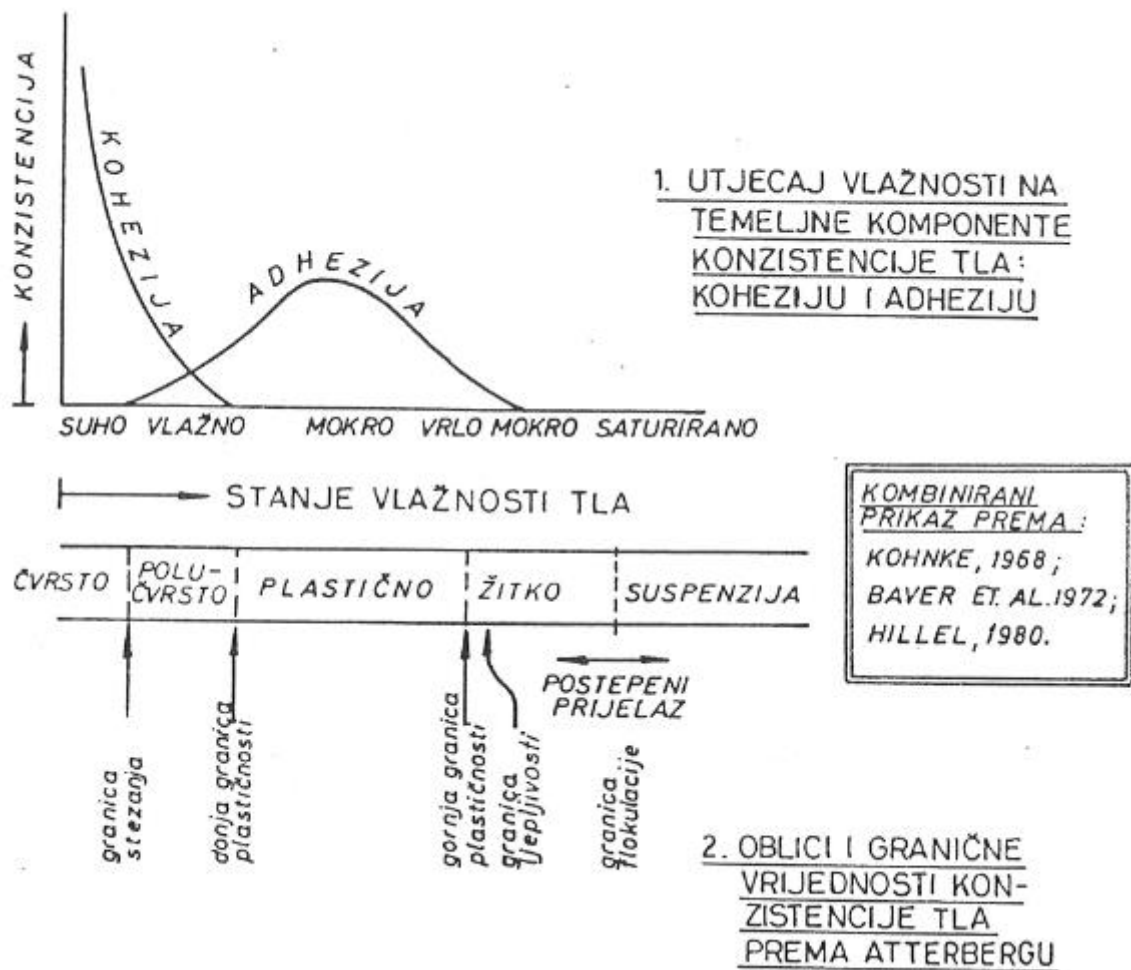 KONZISTENCIJA
KOHEZIJA
ADHEZIJA
1. UTJECAJ VLAŽNOSTI NA
TEMELJNE KOMPONENTE
KONZISTENCIJE TLA:
KOHEZIJU I ADHEZIJU
SUHO VLAŽNO MOKRO VRLO MOKRO SATURIRANO
STANJE VLAŽNOSTI TLA
KOMBINIRANI
PRIKAZ PREMA:
KOHNKE, 1968;
BAVER ET. AL. 1972;
HILLEL, 1980.
ČVRSTO
POLU-
ČVRSTO
PLASTIČNO
ŽITKO
SUSPENZIJA
POSTEPENI
PRIJELAZ
granica
stezanja
donja granica
plastičnosti
gornja granica
plastičnosti
granica
ljepljivosti
granica
flokulacije
2. OBLICI I GRANIČNE
VRIJEDNOSTI KON-
ZISTENCIJE TLA
PREMA ATTERBERGU